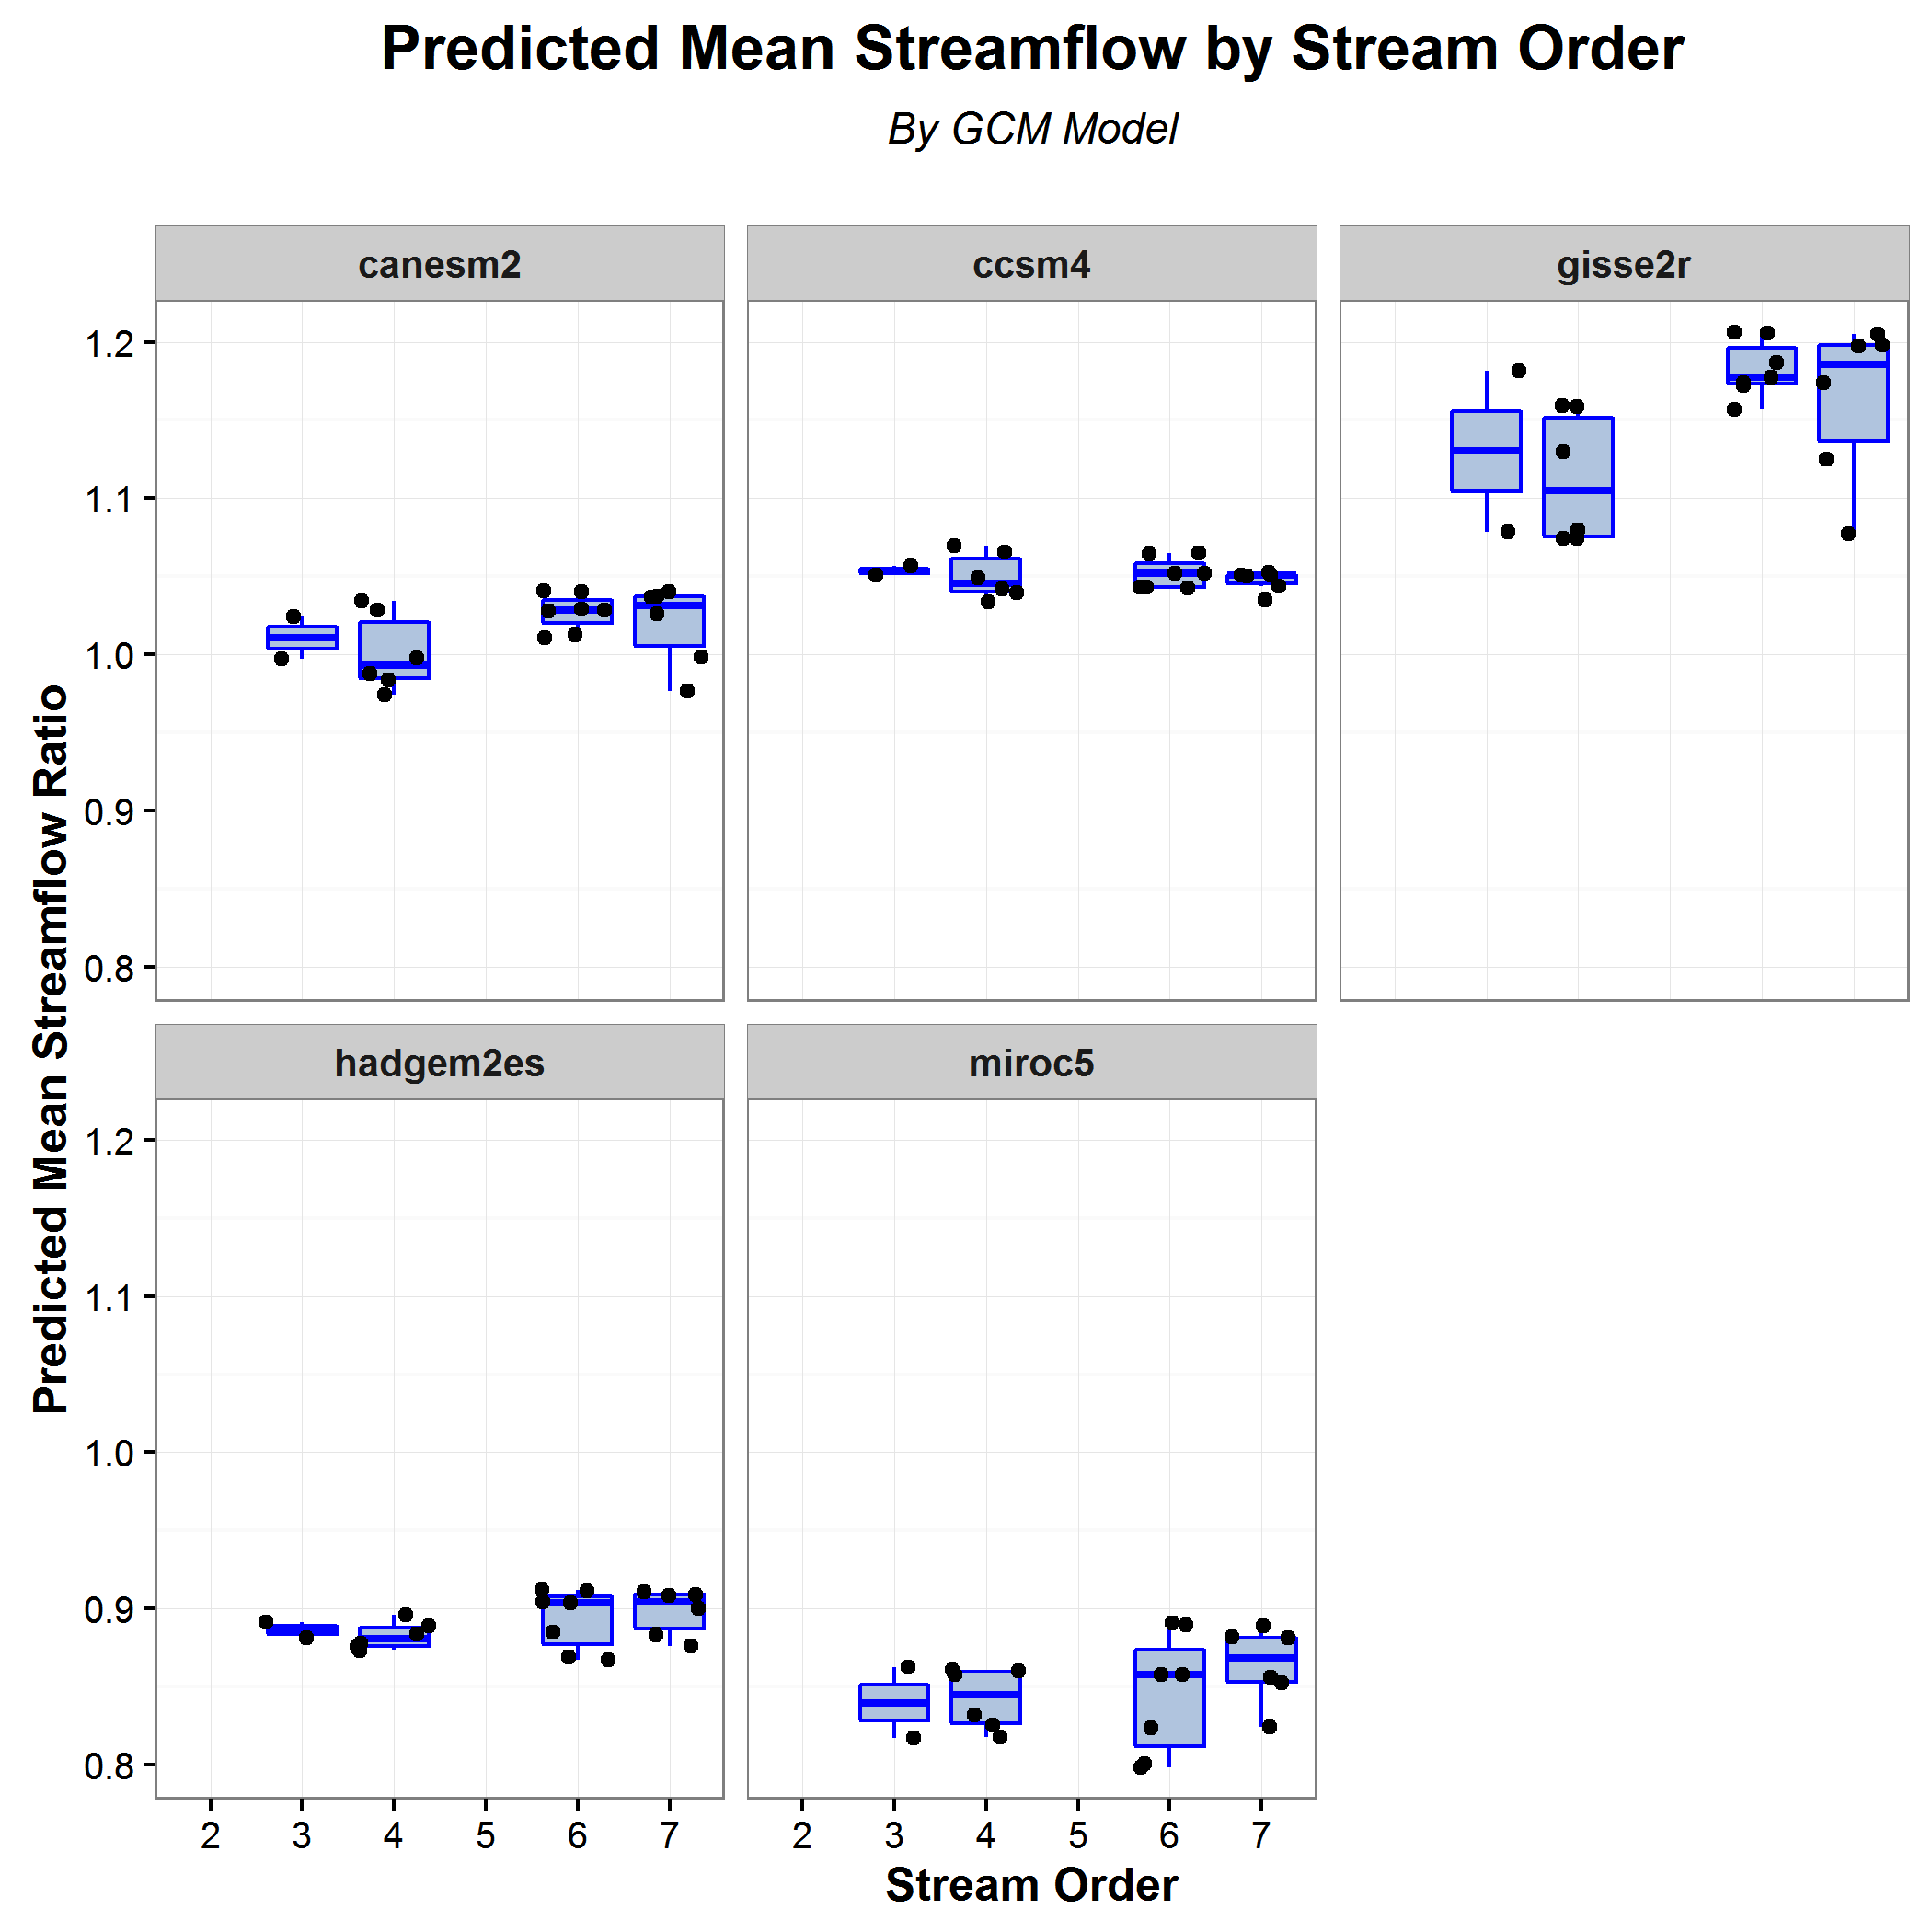 Predicted Mean Streamflow by Stream Order
By GCM Model
canesm2
ccsm4
gisse2r
1.2
1.1
1.0
0.9
0.8
Predicted Mean Streamflow Ratio
hadgem2es
miroc5
1.2
1.1
1.0
0.9
0.8
2 3 4 5 6 7
2 3 4 5 6 7
Stream Order